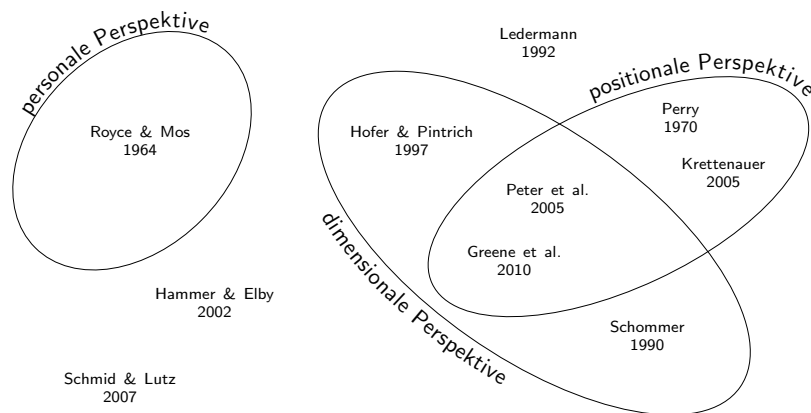 personale Perspektive
Royce & Mos
1964
Hammer & Elby
2002
Schmid & Lutz
2007
Ledermann
1992
dimensionale Perspektive
Hofer & Pintrich
1997
positionale Perspektive
Perry
1970
Krettenauer
2005
Peter et al.
2005
Greene et al.
2010
Schommer
1990